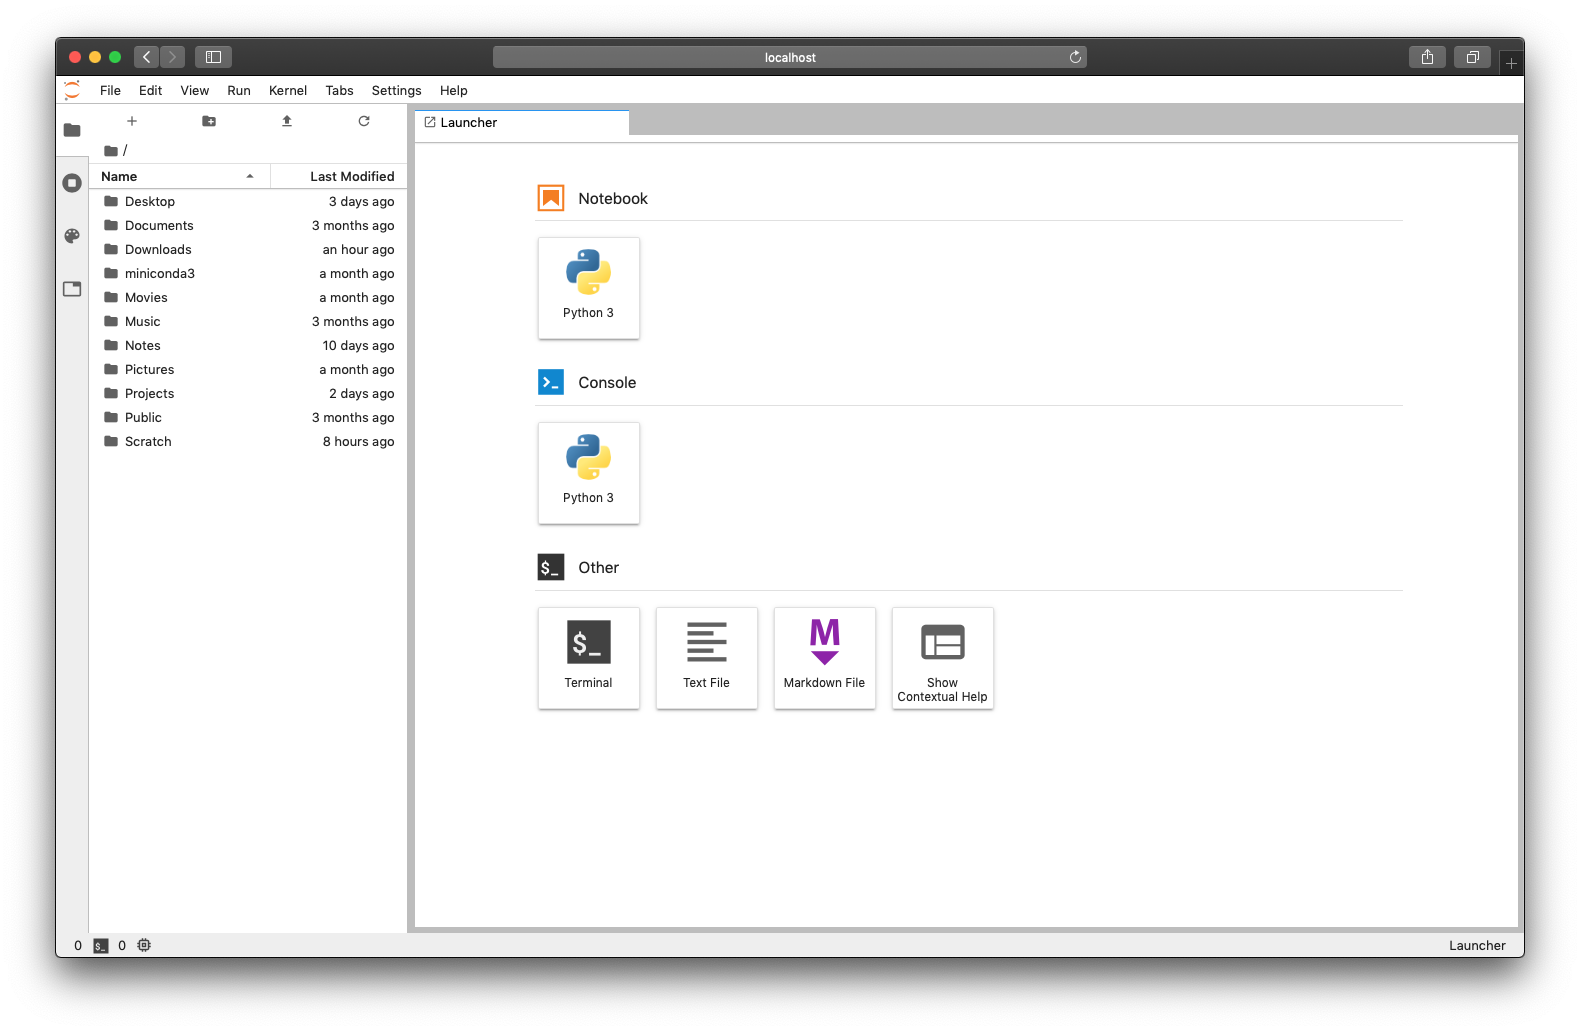 localhost
File Edit View Run Kernel Tabs Settings Help
Launcher
/
Name Last Modified
Desktop 3 days ago
Documents 3 months ago
Downloads an hour ago
miniconda3 a month ago
Movies a month ago
Music 3 months ago
Notes 10 days ago
Pictures a month ago
Projects 2 days ago
Public 3 months ago
Scratch 8 hours ago
Notebook
Python 3
Console
Python 3
$_ Other
$_ M
Terminal Text File Markdown File Show
Contextual Help
0 $_ 0 Launcher